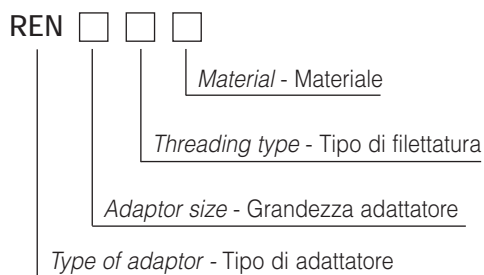 REN
Material - Materiale
Threading type - Tipo di filettatura
Adaptor size - Grandezza adattatore
Type of adaptor - Tipo di adattatore